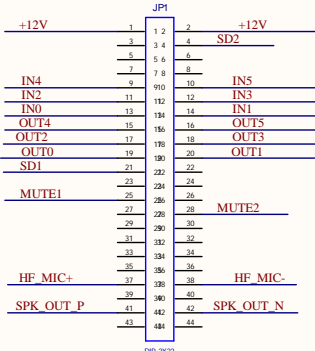 JP1
+12V 1 1 2 2 +12V
3 3 4 4 SD2
5 5 6 6
7 7 8 8
IN4 9 9 10 10 IN5
IN2 11 11 12 12 IN3
IN0 13 13 14 14 IN1
OUT4 15 15 16 16 OUT5
OUT2 17 17 18 18 OUT3
OUT0 19 19 20 20 OUT1
SD1 21 21 22 22
23 23 24 24
MUTE1 25 25 26 26
27 27 28 28 MUTE2
29 29 30 30
31 31 32 32
33 33 34 34
35 35 36 36
HF_MIC+ 37 37 38 38 HF_MIC-
39 39 40 40
SPK_OUT_P 41 41 42 42 SPK_OUT_N
43 43 44 44